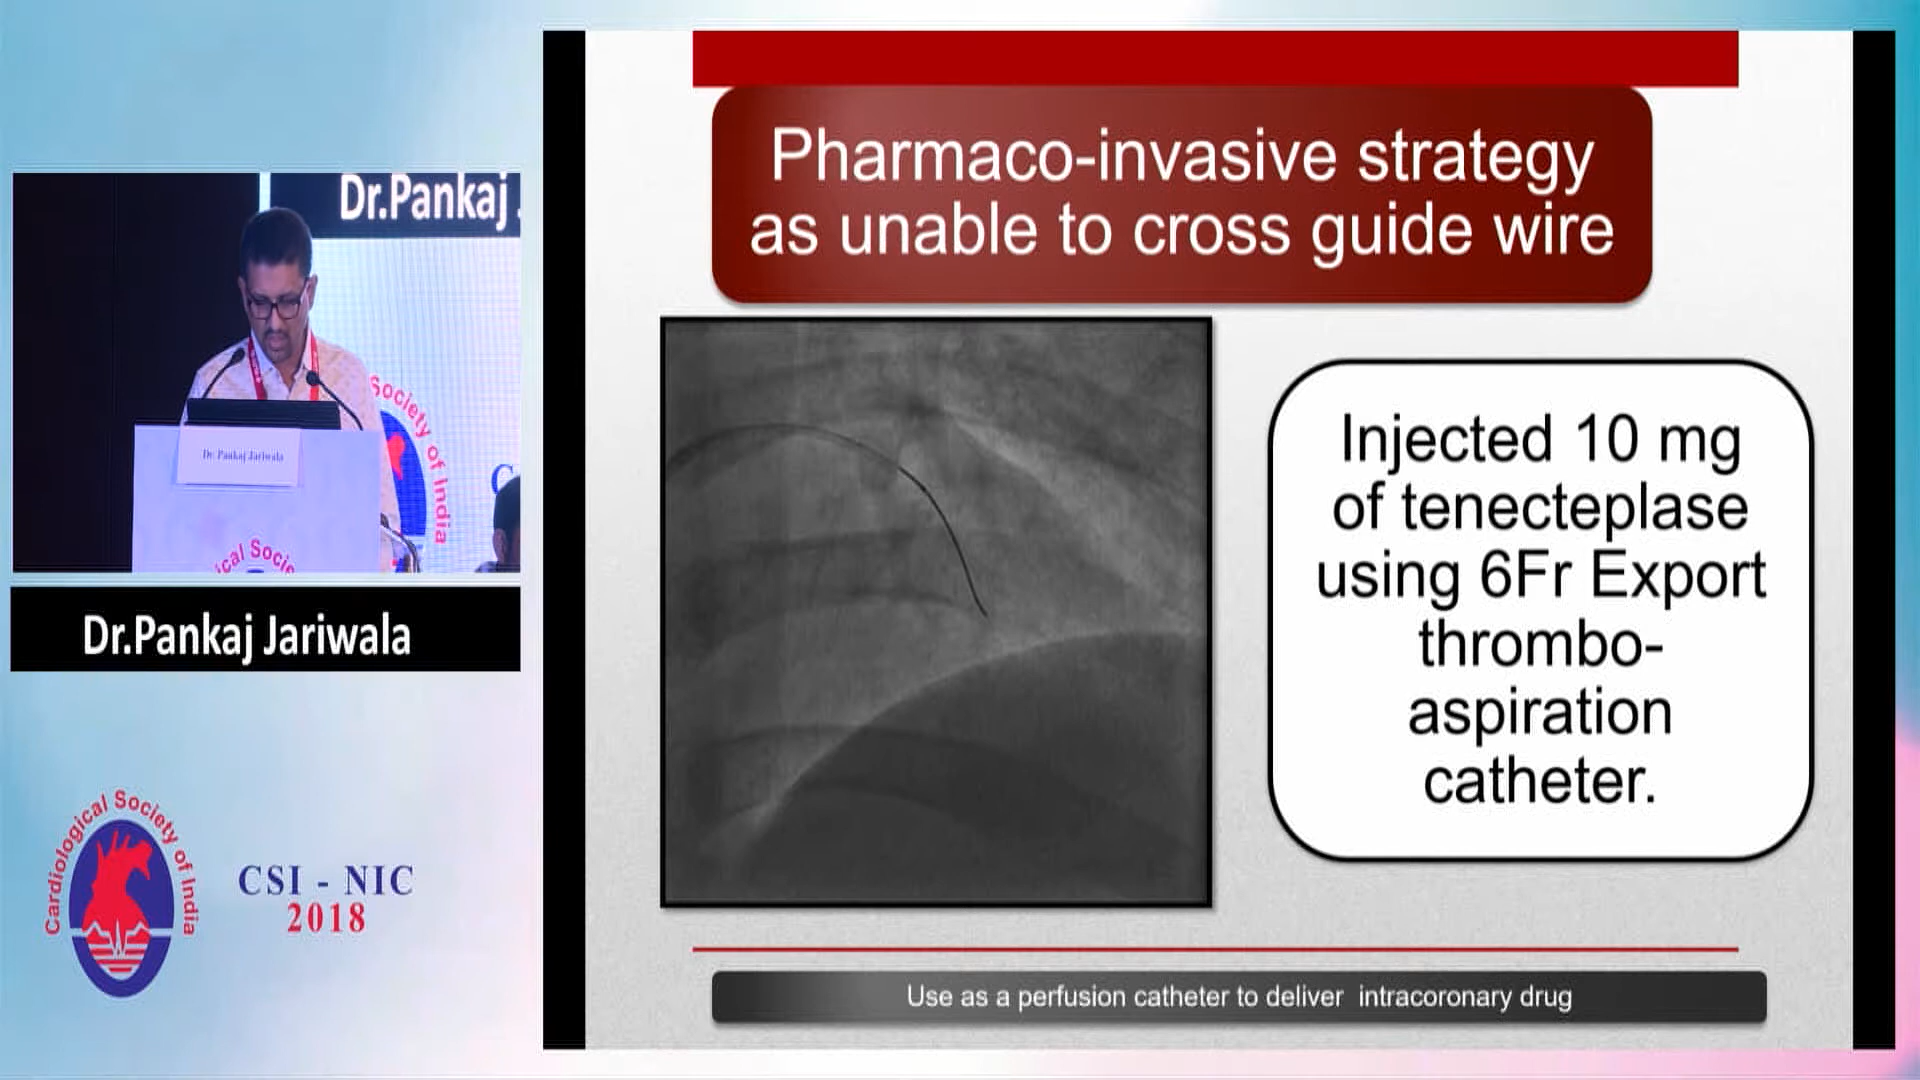 Dr.Pankaj
Society of India
Dr. Pankaj Jariwala
Dr.Pankaj Jariwala
Cardiological Society of India
CSI - NIC
2018
Pharmaco-invasive strategy
as unable to cross guide wire
Injected 10 mg
of tenecteplase
using 6Fr Export
thrombo-
aspiration
catheter.
Use as a perfusion catheter to deliver intracoronary drug